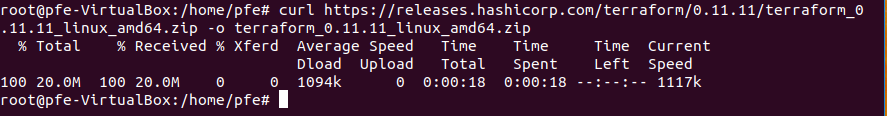 root@pfe-VirtualBox:/home/pfe# curl https://releases.hashicorp.com/terraform/0.11.11/terraform_0
.11.11_linux_amd64.zip -o terraform_0.11.11_linux_amd64.zip
  % Total    % Received % Xferd  Average Speed   Time    Time     Time  Current
                                 Dload  Upload   Total   Spent    Left  Speed
100 20.0M  100 20.0M    0     0  1094k      0  0:00:18  0:00:18 --:--:-- 1117k
root@pfe-VirtualBox:/home/pfe#